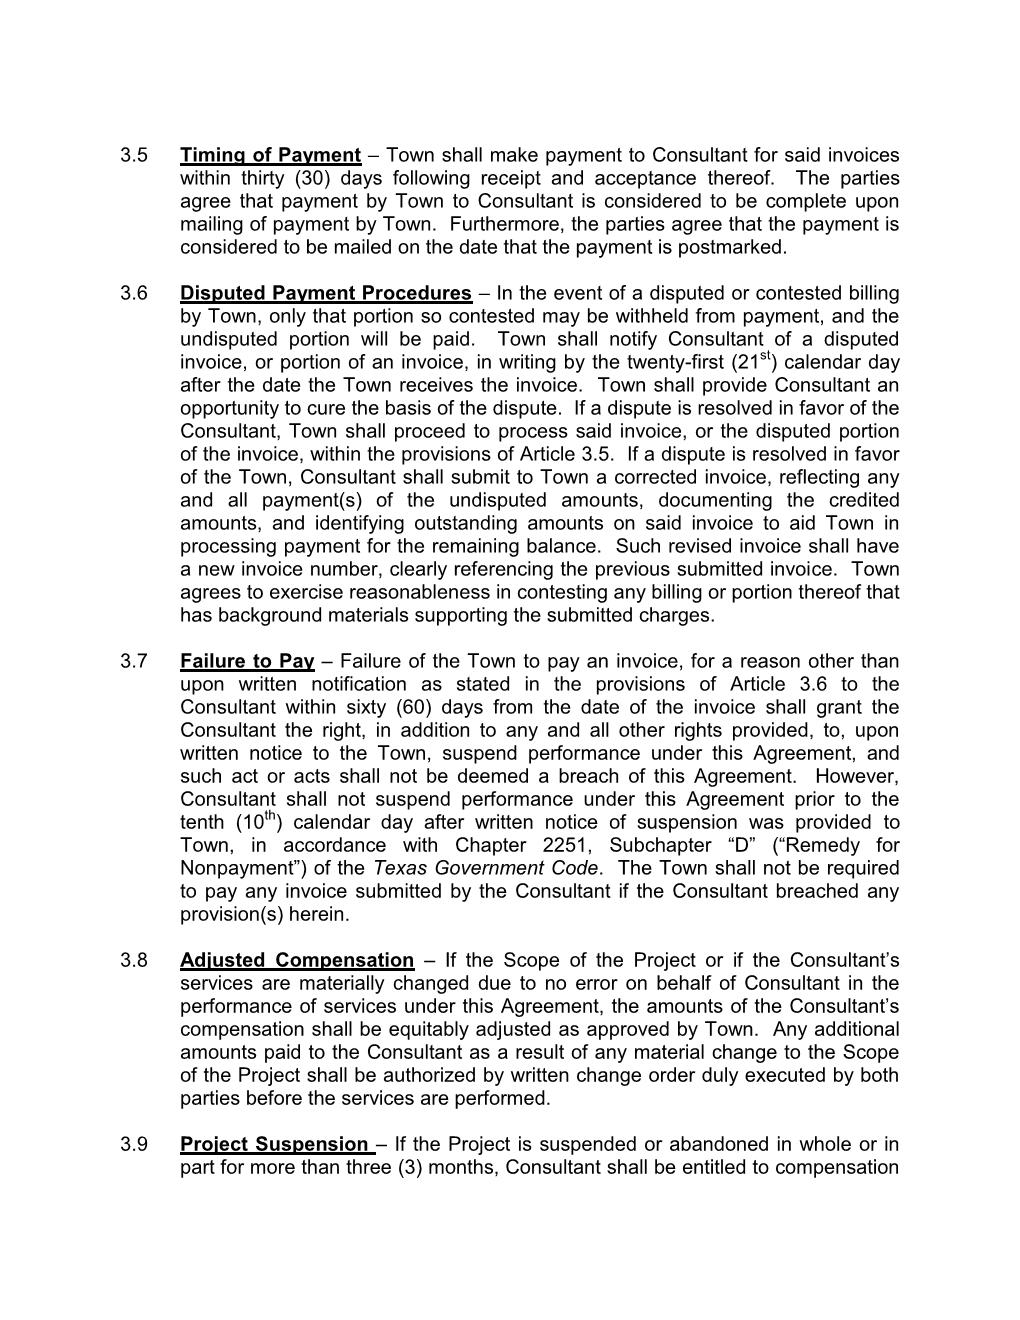 3.5 Timing of Payment – Town shall make payment to Consultant for said invoices
within thirty (30) days following receipt and acceptance thereof. The parties
agree that payment by Town to Consultant is considered to be complete upon
mailing of payment by Town. Furthermore, the parties agree that the payment is
considered to be mailed on the date that the payment is postmarked.
3.6 Disputed Payment Procedures – In the event of a disputed or contested billing
by Town, only that portion so contested may be withheld from payment, and the
undisputed portion will be paid. Town shall notify Consultant of a disputed
invoice, or portion of an invoice, in writing by the twenty-first (21st) calendar day
after the date the Town receives the invoice. Town shall provide Consultant an
opportunity to cure the basis of the dispute. If a dispute is resolved in favor of the
Consultant, Town shall proceed to process said invoice, or the disputed portion
of the invoice, within the provisions of Article 3.5. If a dispute is resolved in favor
of the Town, Consultant shall submit to Town a corrected invoice, reflecting any
and all payment(s) of the undisputed amounts, documenting the credited
amounts, and identifying outstanding amounts on said invoice to aid Town in
processing payment for the remaining balance. Such revised invoice shall have
a new invoice number, clearly referencing the previous submitted invoice. Town
agrees to exercise reasonableness in contesting any billing or portion thereof that
has background materials supporting the submitted charges.
3.7 Failure to Pay – Failure of the Town to pay an invoice, for a reason other than
upon written notification as stated in the provisions of Article 3.6 to the
Consultant within sixty (60) days from the date of the invoice shall grant the
Consultant the right, in addition to any and all other rights provided, to, upon
written notice to the Town, suspend performance under this Agreement, and
such act or acts shall not be deemed a breach of this Agreement. However,
Consultant shall not suspend performance under this Agreement prior to the
tenth (10th) calendar day after written notice of suspension was provided to
Town, in accordance with Chapter 2251, Subchapter “D” (“Remedy for
Nonpayment”) of the Texas Government Code. The Town shall not be required
to pay any invoice submitted by the Consultant if the Consultant breached any
provision(s) herein.
3.8 Adjusted Compensation – If the Scope of the Project or if the Consultant’s
services are materially changed due to no error on behalf of Consultant in the
performance of services under this Agreement, the amounts of the Consultant’s
compensation shall be equitably adjusted as approved by Town. Any additional
amounts paid to the Consultant as a result of any material change to the Scope
of the Project shall be authorized by written change order duly executed by both
parties before the services are performed.
3.9 Project Suspension – If the Project is suspended or abandoned in whole or in
part for more than three (3) months, Consultant shall be entitled to compensation